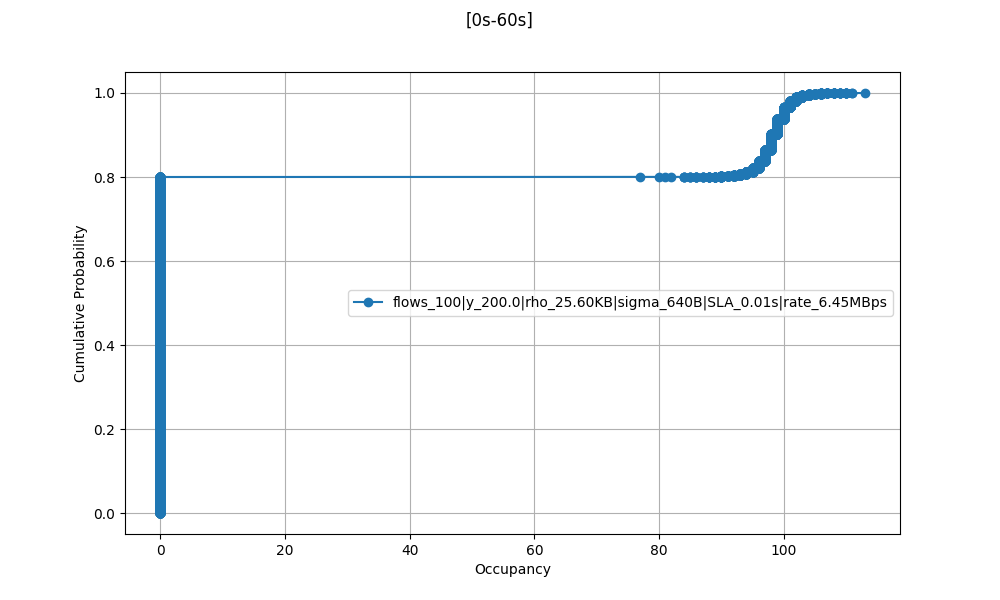 [0s-60s]
1.0
0.8
0.6
0.4
0.2
0.0
Cumulative Probability
flows_100|y_200.0|rho_25.60KB|sigma_640B|SLA_0.01s|rate_6.45MBps
0 20 40 60 80 100
Occupancy